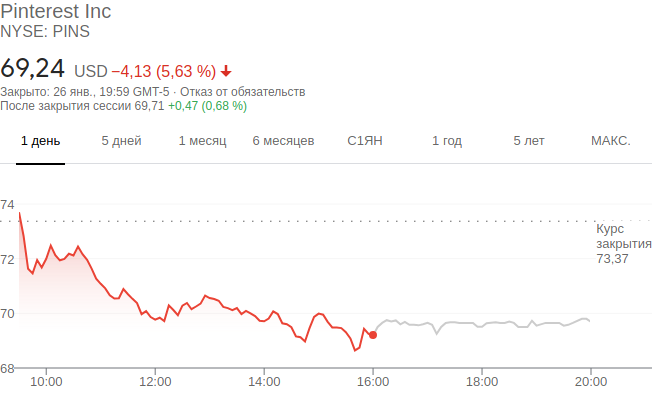 Pinterest Inc
NYSE: PINS
69,24 USD −4,13 (5,63 %)
Закрыто: 26 янв., 19:59 GMT-5 · Отказ от обязательств
После закрытия сессии 69,71 +0,47 (0,68 %)
1 день 5 дней 1 месяц 6 месяцев С1ЯН 1 год 5 лет МАКС.
74
Курс
закрытия
73,37
72
70
68
10:00 12:00 14:00 16:00 18:00 20:00